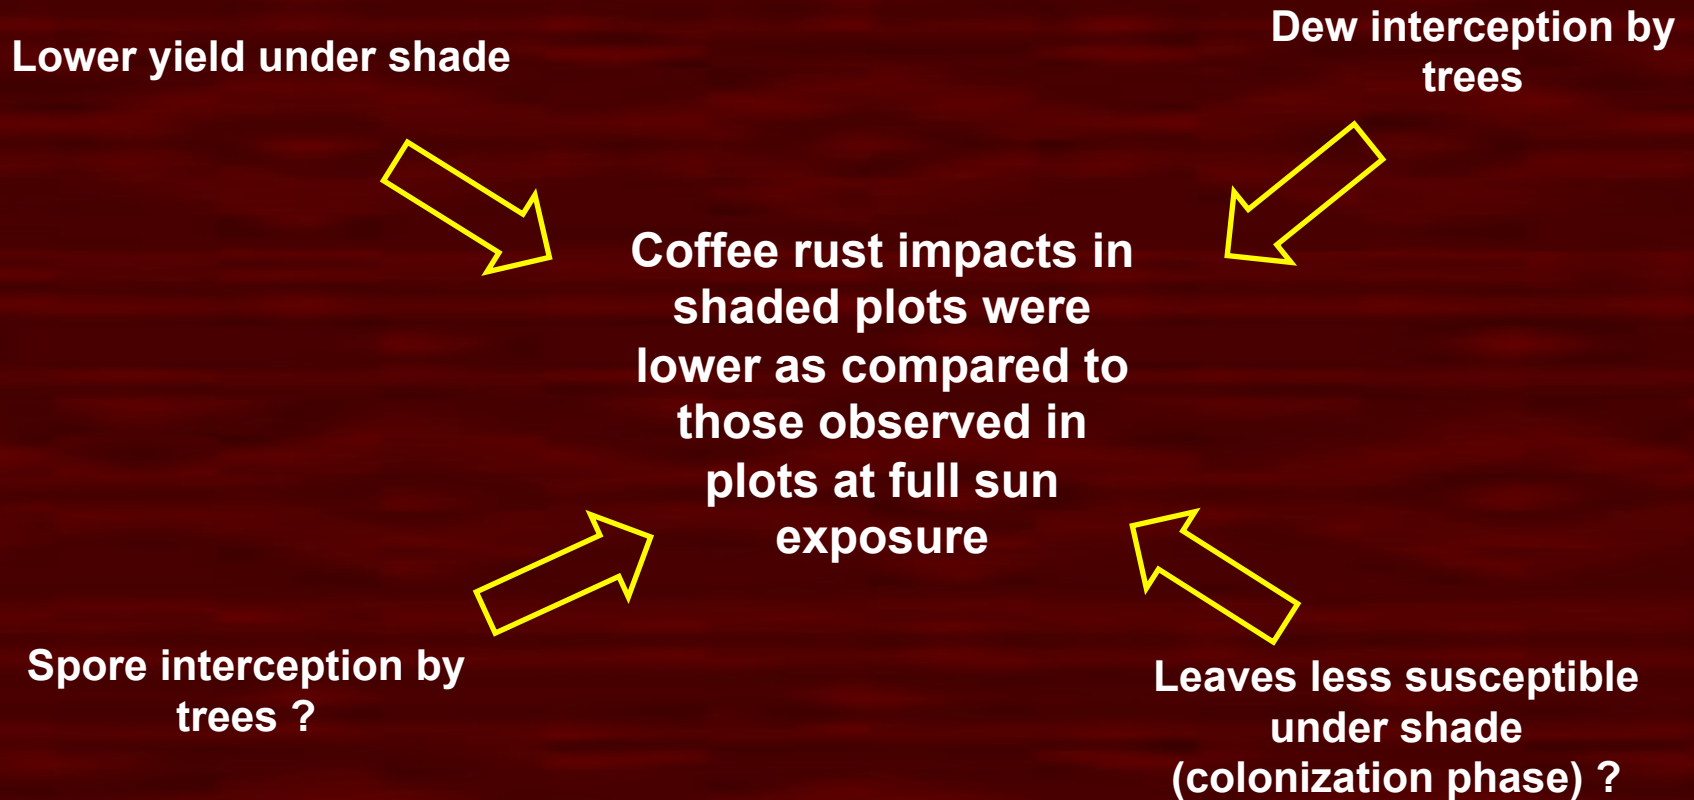 Lower yield under shade
Dew interception by
trees
Coffee rust impacts in
shaded plots were
lower as compared to
those observed in
plots at full sun
exposure
Spore interception by
trees ?
Leaves less susceptible
under shade
(colonization phase) ?